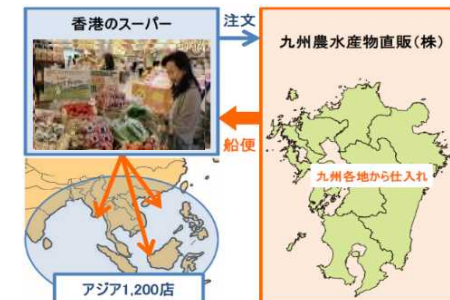 香港のスーパー
注文
九州農水産物直販(株)
船便
九州各地から仕入れ
アジア1,200店